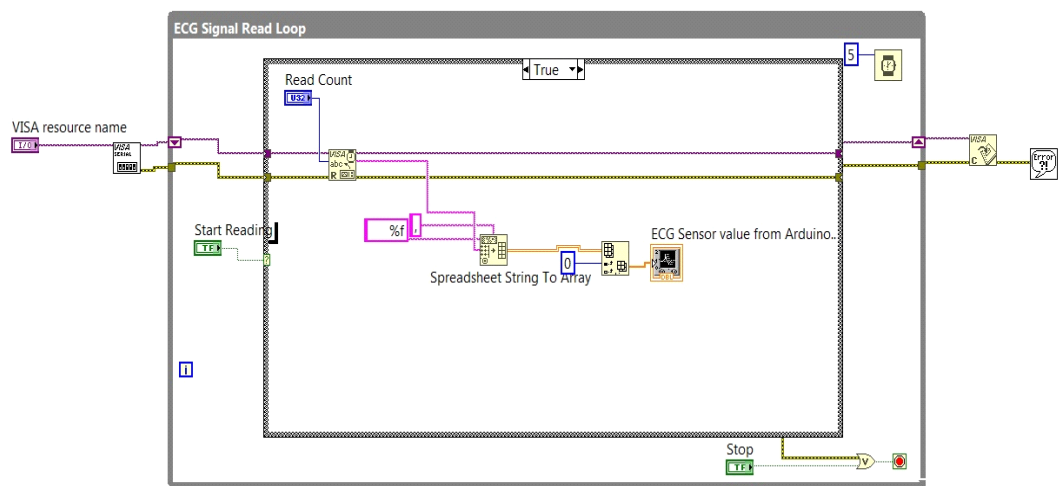 ECG Signal Read Loop
True
5
Read Count
U32
VISA resource name
I/O
VISA
SERIAL
VISA
abc
R
VISA
C
Error
?!
Start Reading
TF
?
%f
,
0
ECG Sensor value from Arduino..
DBL
Spreadsheet String To Array
i
Stop
TF
V